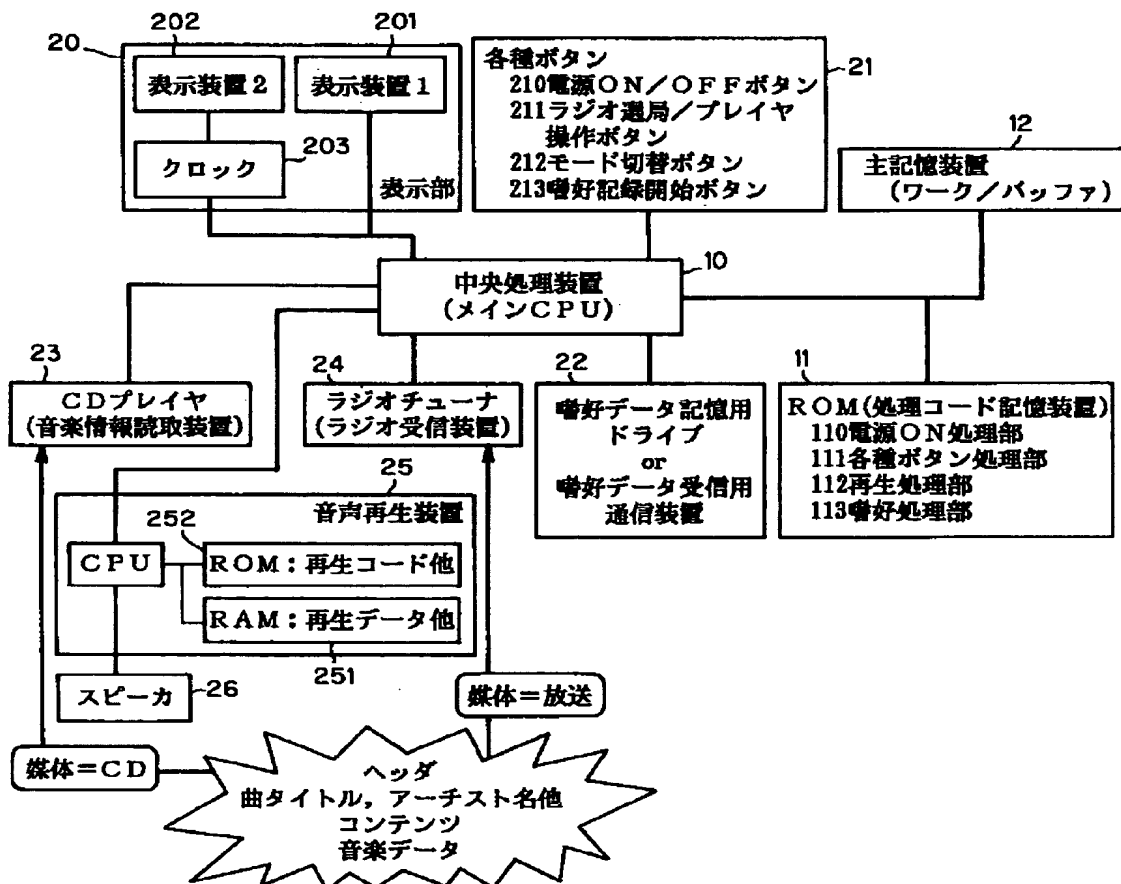 20
202
201
表示装置2
表示装置1
クロック
203
表示部
各種ボタン
210電源ON/OFFボタン
211ラジオ選局/プレイヤ
操作ボタン
212モード切替ボタン
213嗜好記録開始ボタン
21
12
主記憶装置
(ワーク/バッファ)
10
中央処理装置
(メインCPU)
23
CDプレイヤ
(音楽情報読取装置)
24
ラジオチューナ
(ラジオ受信装置)
22
嗜好データ記憶用
ドライブ
or
嗜好データ受信用
通信装置
11
ROM(処理コード記憶装置)
110電源ON処理部
111各種ボタン処理部
112再生処理部
113嗜好処理部
25
音声再生装置
252
CPU
ROM:再生コード他
RAM:再生データ他
251
スピーカ
26
媒体=放送
媒体=CD
ヘッダ
曲タイトル,アーチスト名他
コンテンツ
音楽データ